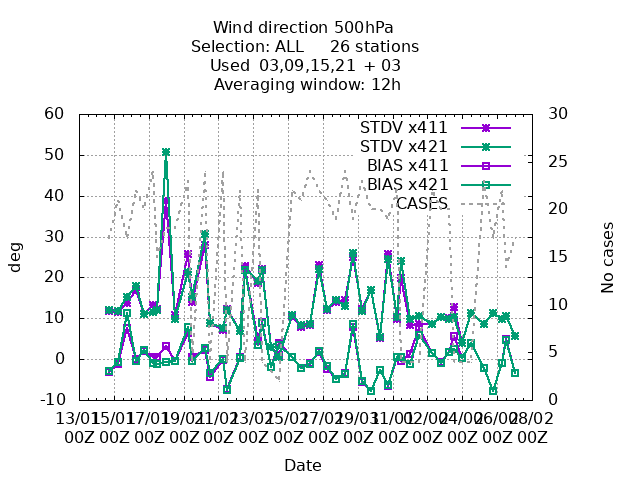 Wind direction 500hPa
Selection: ALL 26 stations
Used 03,09,15,21 + 03
Averaging window: 12h
STDV x411
STDV x421
BIAS x411
BIAS x421
CASES
deg
60
50
40
30
20
10
0
-10
30
25
20
15
10
5
0
No cases
13/01 15/01 17/01 19/01 21/01 23/01 25/01 27/01 29/01 31/01 02/02 04/02 06/02 08/02
00Z 00Z 00Z 00Z 00Z 00Z 00Z 00Z 00Z 00Z 00Z 00Z 00Z 00Z
Date